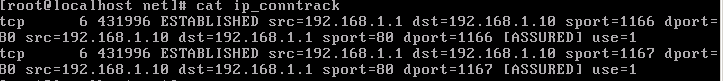 [root@localhost net]# cat ip_conntrack
tcp      6 431996 ESTABLISHED src=192.168.1.1 dst=192.168.1.10 sport=1166 dport=
80 src=192.168.1.10 dst=192.168.1.1 sport=80 dport=1166 [ASSURED] use=1
tcp      6 431996 ESTABLISHED src=192.168.1.1 dst=192.168.1.10 sport=1167 dport=
80 src=192.168.1.10 dst=192.168.1.1 sport=80 dport=1167 [ASSURED] use=1